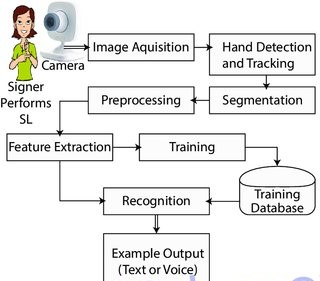 Camera
Signer
Performs
SL
Image Aquisition
Hand Detection
and Tracking
Segmentation
Preprocessing
Feature Extraction
Training
Training
Database
Recognition
Example Output
(Text or Voice)